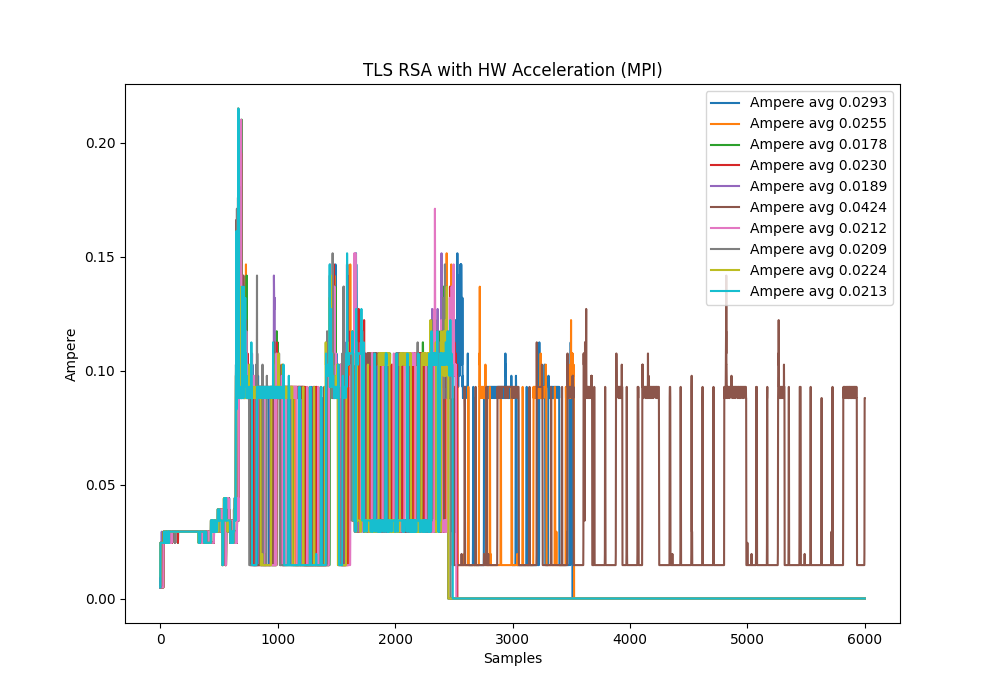 TLS RSA with HW Acceleration (MPI)
Ampere avg 0.0293
Ampere avg 0.0255
Ampere avg 0.0178
Ampere avg 0.0230
Ampere avg 0.0189
Ampere avg 0.0424
Ampere avg 0.0212
Ampere avg 0.0209
Ampere avg 0.0224
Ampere avg 0.0213
0.20
0.15
0.10
0.05
0.00
Ampere
0 1000 2000 3000 4000 5000 6000
Samples